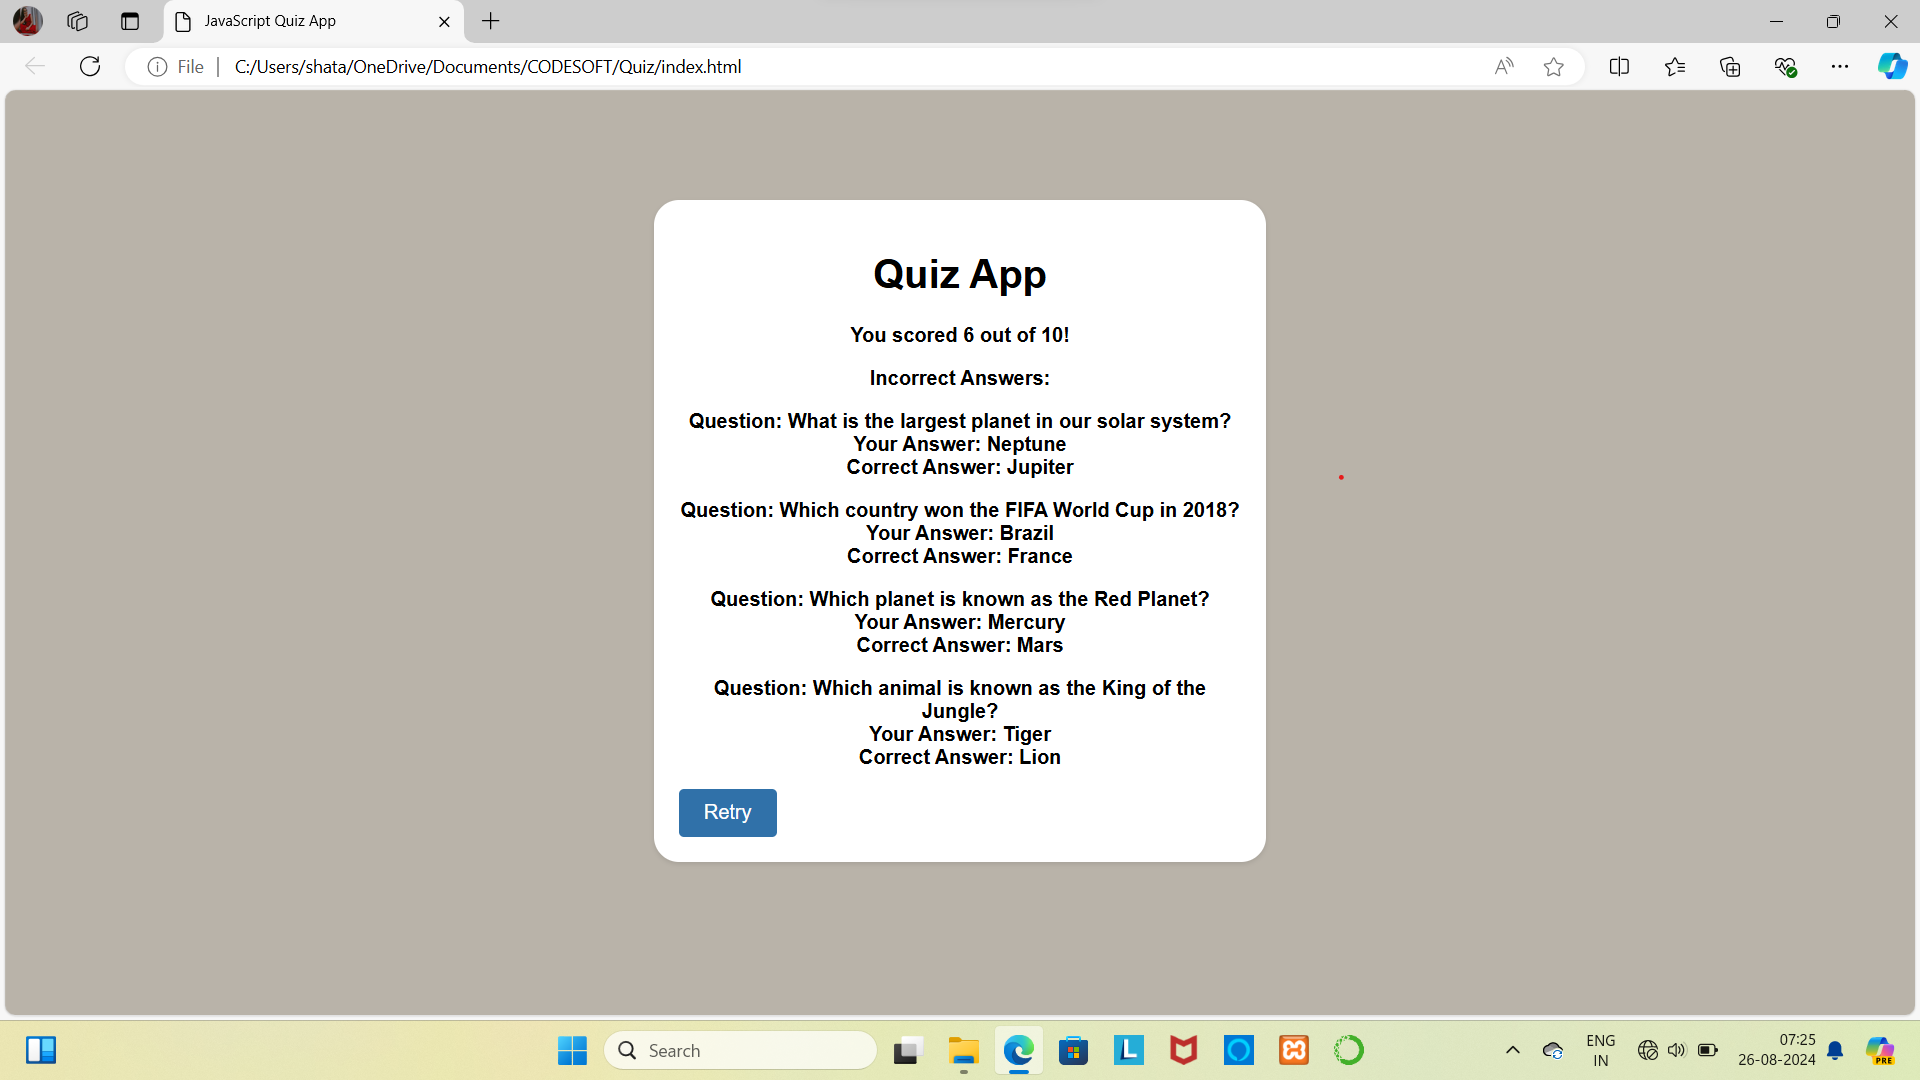 JavaScript Quiz App
File
C:/Users/shata/OneDrive/Documents/CODESOFT/Quiz/index.html
Quiz App
You scored 6 out of 10!
Incorrect Answers:
Question: What is the largest planet in our solar system?
Your Answer: Neptune
Correct Answer: Jupiter
Question: Which country won the FIFA World Cup in 2018?
Your Answer: Brazil
Correct Answer: France
Question: Which planet is known as the Red Planet?
Your Answer: Mercury
Correct Answer: Mars
Question: Which animal is known as the King of the
Jungle?
Your Answer: Tiger
Correct Answer: Lion
Retry
Search
L
ENG
IN
07:25
26-08-2024
PRE